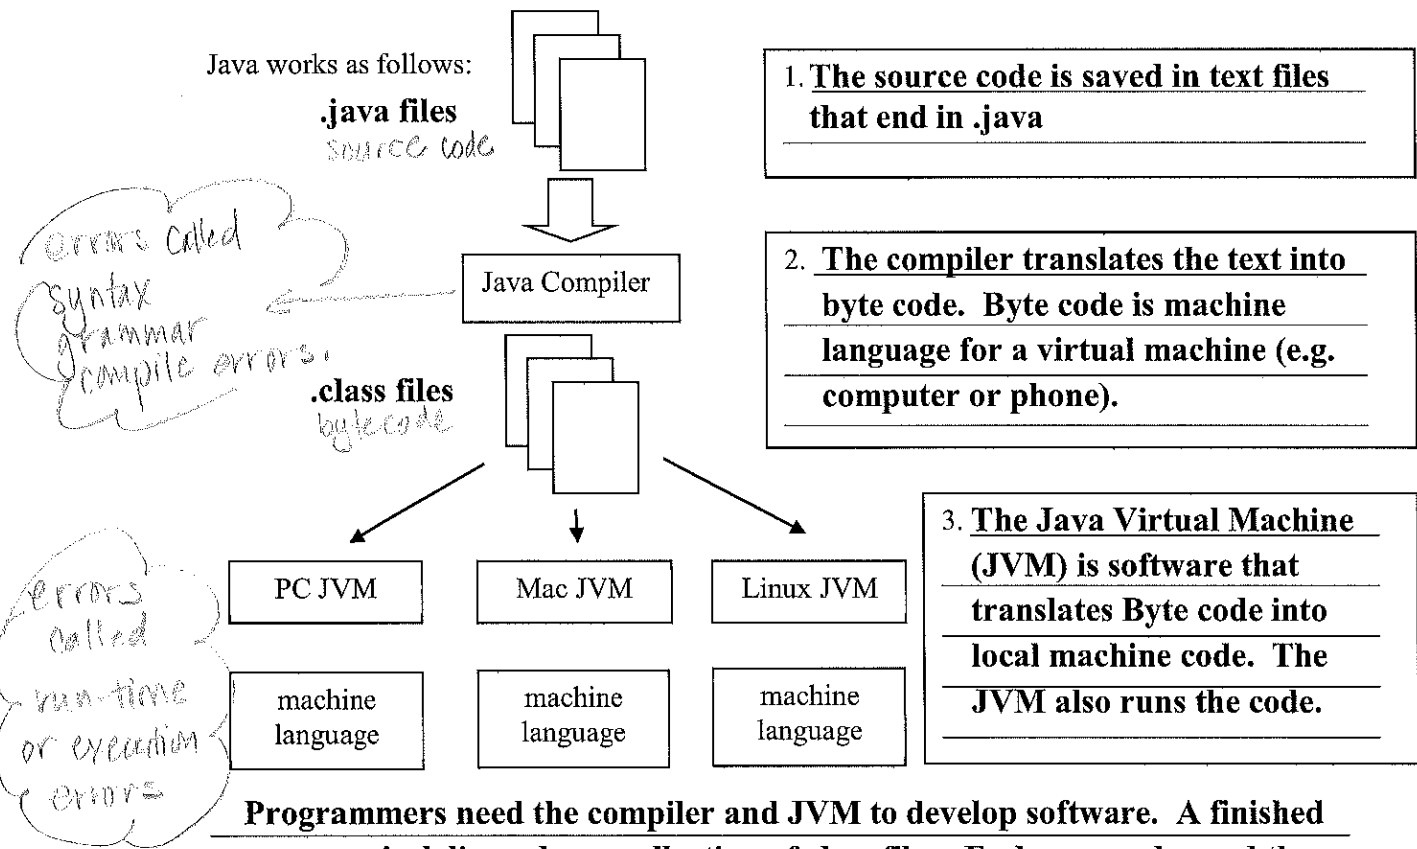 Java works as follows:
.java files
source code
1. The source code is saved in text files
that end in .java
errors called
syntax
grammar
compile errors.
Java Compiler
2. The compiler translates the text into
byte code. Byte code is machine
language for a virtual machine (e.g.
computer or phone).
.class files
bytecode
3. The Java Virtual Machine
(JVM) is software that
translates Byte code into
local machine code. The
JVM also runs the code.
PC JVM
Mac JVM
Linux JVM
errors
called
run-time
or execution
errors
machine
language
machine
language
machine
language
Programmers need the compiler and JVM to develop software. A finished